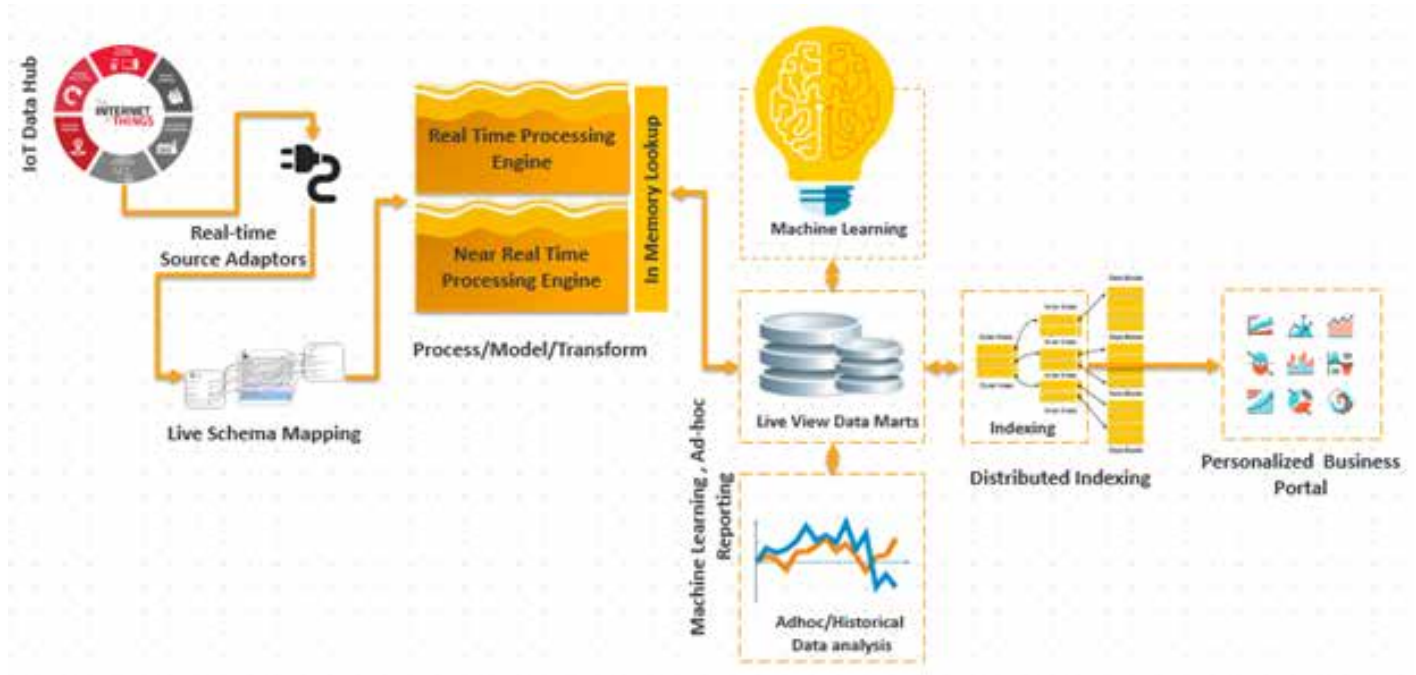 IoT Data Hub
INTERNET
THINGS
Real-time
Source Adaptors
Live Schema Mapping
Real Time Processing
Engine
Near Real Time
Processing Engine
In Memory Lookup
Process/Model/Transform
Machine Learning
Live View Data Marts
Machine Learning , Ad-hoc
Reporting
Adhoc/Historical
Data analysis
Indexing
Distributed Indexing
Personalized Business
Portal